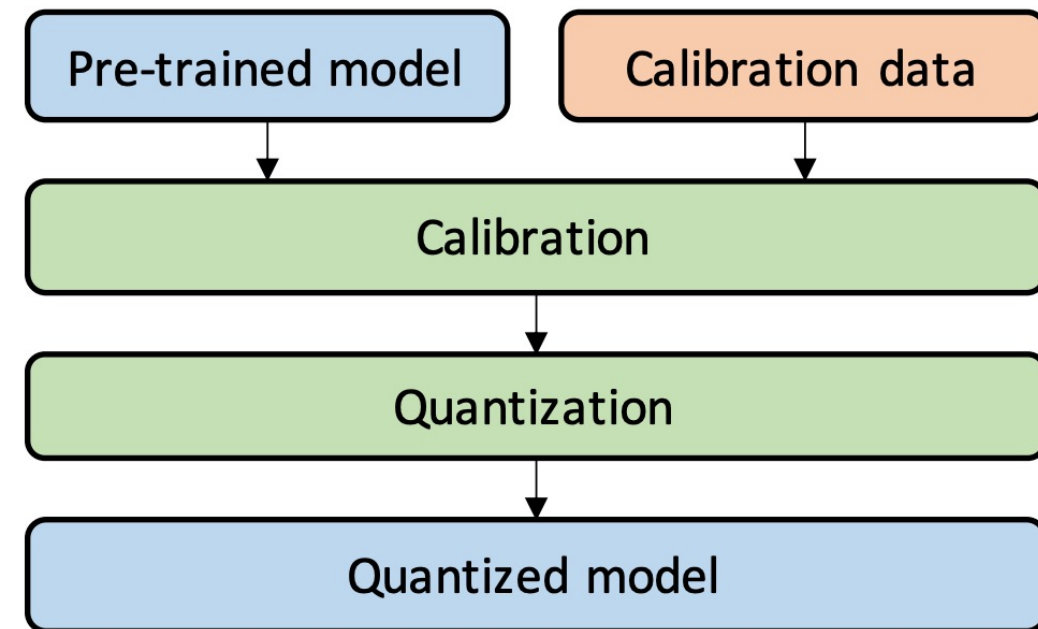 Pre-trained model
Calibration data
Calibration
Quantization
Quantized model